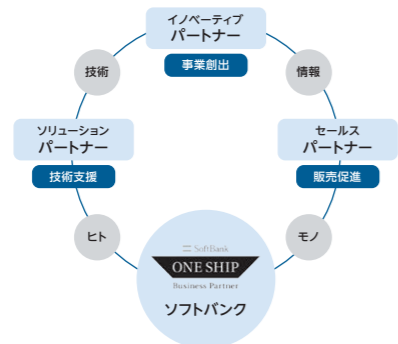 イノベーティブ
パートナー
事業創出
技術
情報
ソリューション
パートナー
技術支援
セールス
パートナー
販売促進
ヒト
モノ
SoftBank
ONE SHIP
Business Partner
ソフトバンク